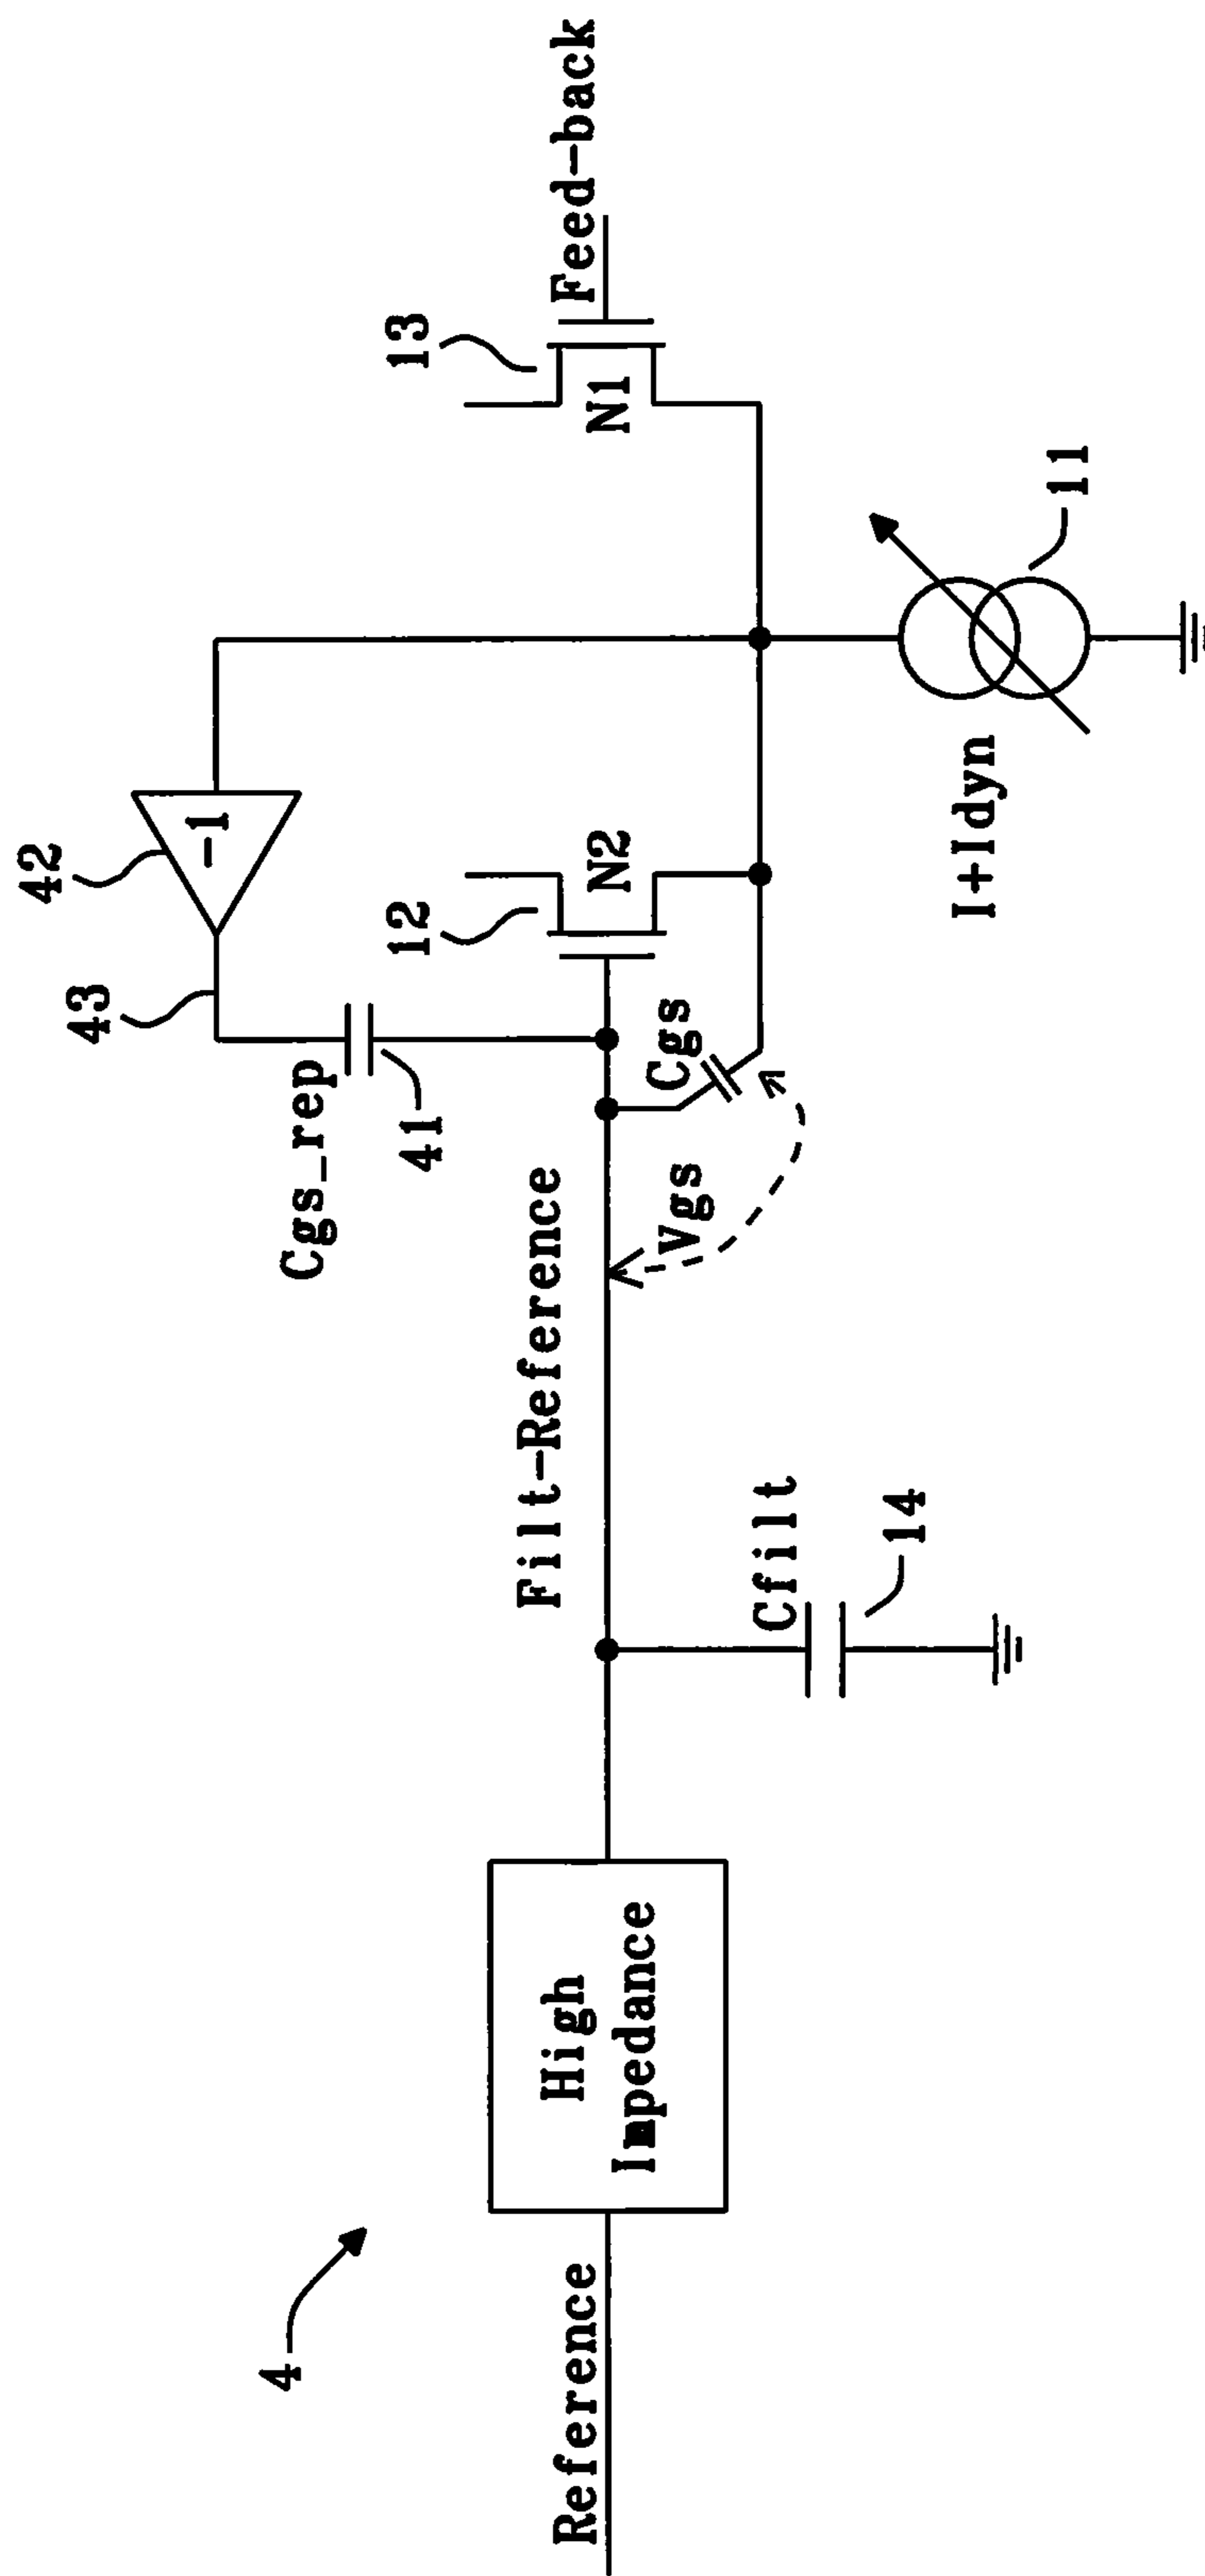 4
Reference
High
Impedance
Cfilt
14
Filt-Reference
Vgs
Cgs
Cgs_rep
41
43
42
-1
12
N2
I+Idyn
11
13
N1
Feed-back